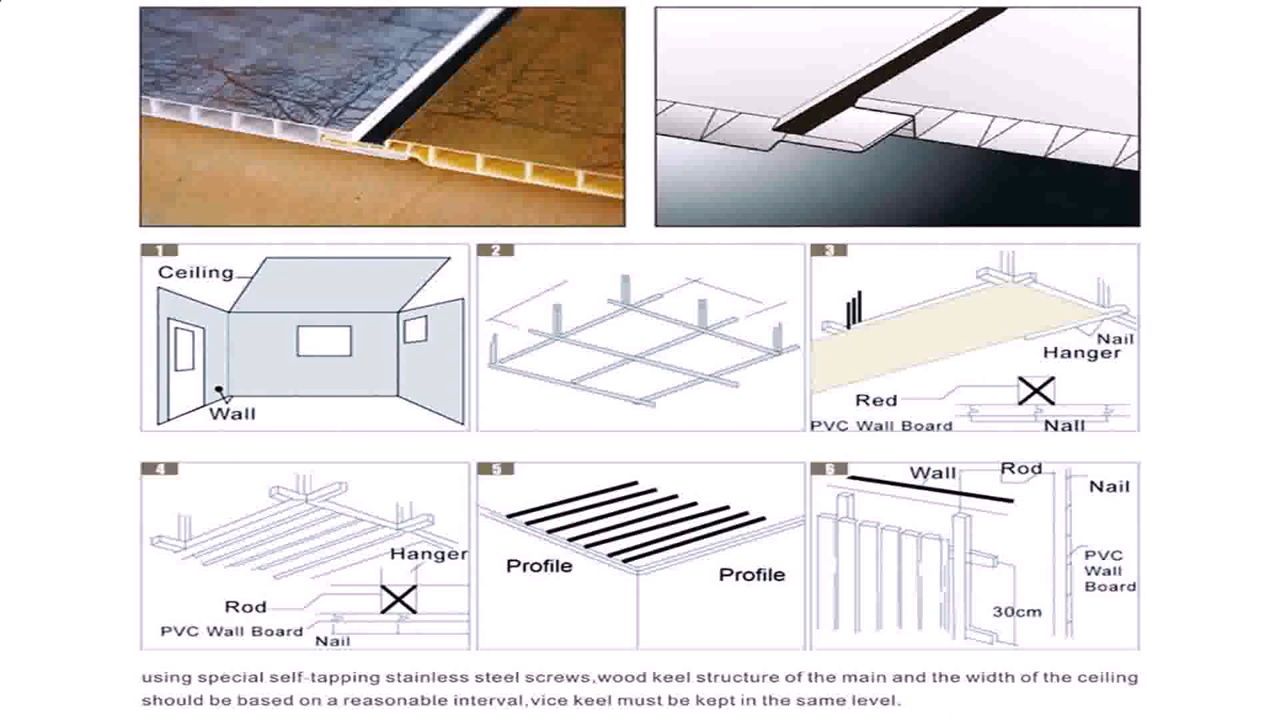 1
Ceiling
Wall
2
3
Nail
Hanger
Red
PVC Wall Board
Nall
4
Hanger
Rod
PVC Wall Board
Nail
5
Profile
Profile
6
Wall
Rod
Nail
PVC
Wall
Board
30cm
using special self-tapping stainless steel screws,wood keel structure of the main and the width of the ceiling
should be based on a reasonable interval,vice keel must be kept in the same level.